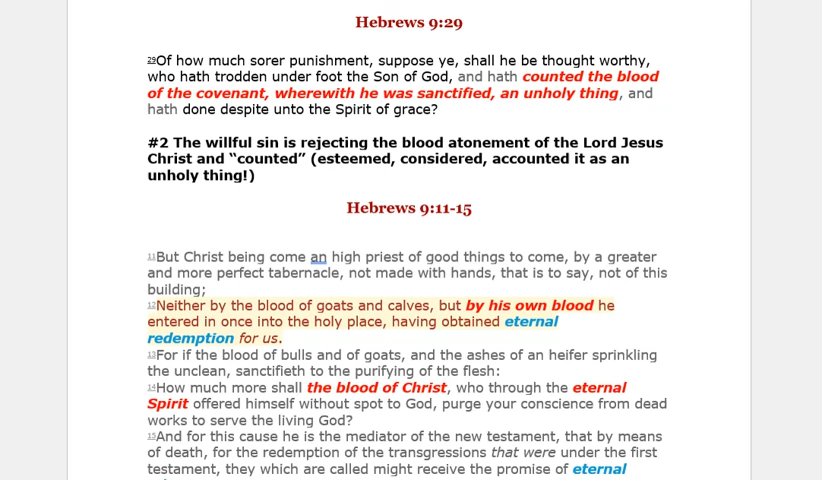 Hebrews 9:29
29Of how much sorer punishment, suppose ye, shall he be thought worthy,
who hath trodden under foot the Son of God, and hath counted the blood
of the covenant, wherewith he was sanctified, an unholy thing, and
hath done despite unto the Spirit of grace?
#2 The willful sin is rejecting the blood atonement of the Lord Jesus
Christ and “counted” (esteemed, considered, accounted it as an
unholy thing!)
Hebrews 9:11-15
11But Christ being come an high priest of good things to come, by a greater
and more perfect tabernacle, not made with hands, that is to say, not of this
building;
12Neither by the blood of goats and calves, but by his own blood he
entered in once into the holy place, having obtained eternal
redemption for us.
13For if the blood of bulls and of goats, and the ashes of an heifer sprinkling
the unclean, sanctifieth to the purifying of the flesh:
14How much more shall the blood of Christ, who through the eternal
Spirit offered himself without spot to God, purge your conscience from dead
works to serve the living God?
15And for this cause he is the mediator of the new testament, that by means
of death, for the redemption of the transgressions that were under the first
testament, they which are called might receive the promise of eternal